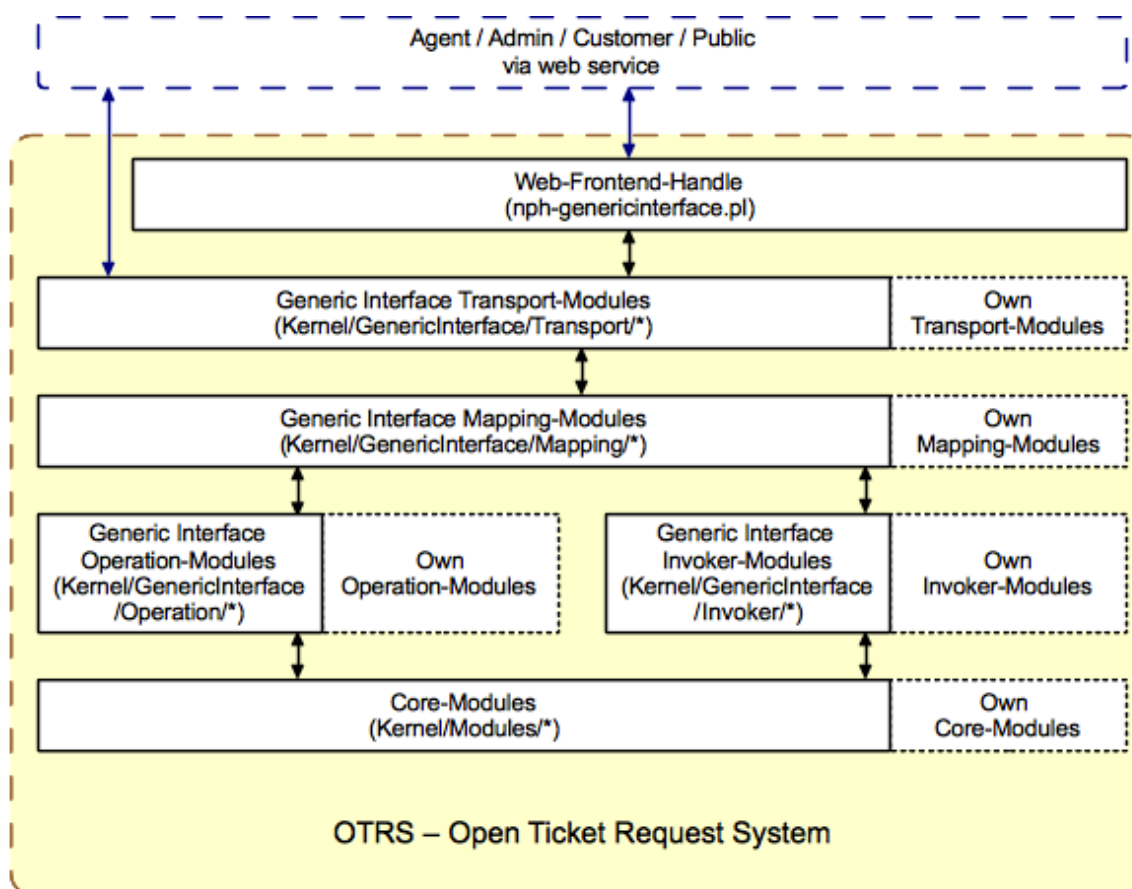 Agent / Admin / Customer / Public
via web service
Web-Frontend-Handle
(nph-genericinterface.pl)
Generic Interface Transport-Modules
(Kernel/GenericInterface/Transport/*)
Own
Transport-Modules
Generic Interface Mapping-Modules
(Kernel/GenericInterface/Mapping/*)
Own
Mapping-Modules
Generic Interface
Operation-Modules
(Kernel/GenericInterface
/Operation/*)
Own
Operation-Modules
Generic Interface
Invoker-Modules
(Kernel/GenericInterface
/Invoker/*)
Own
Invoker-Modules
Core-Modules
(Kernel/Modules/*)
Own
Core-Modules
OTRS – Open Ticket Request System